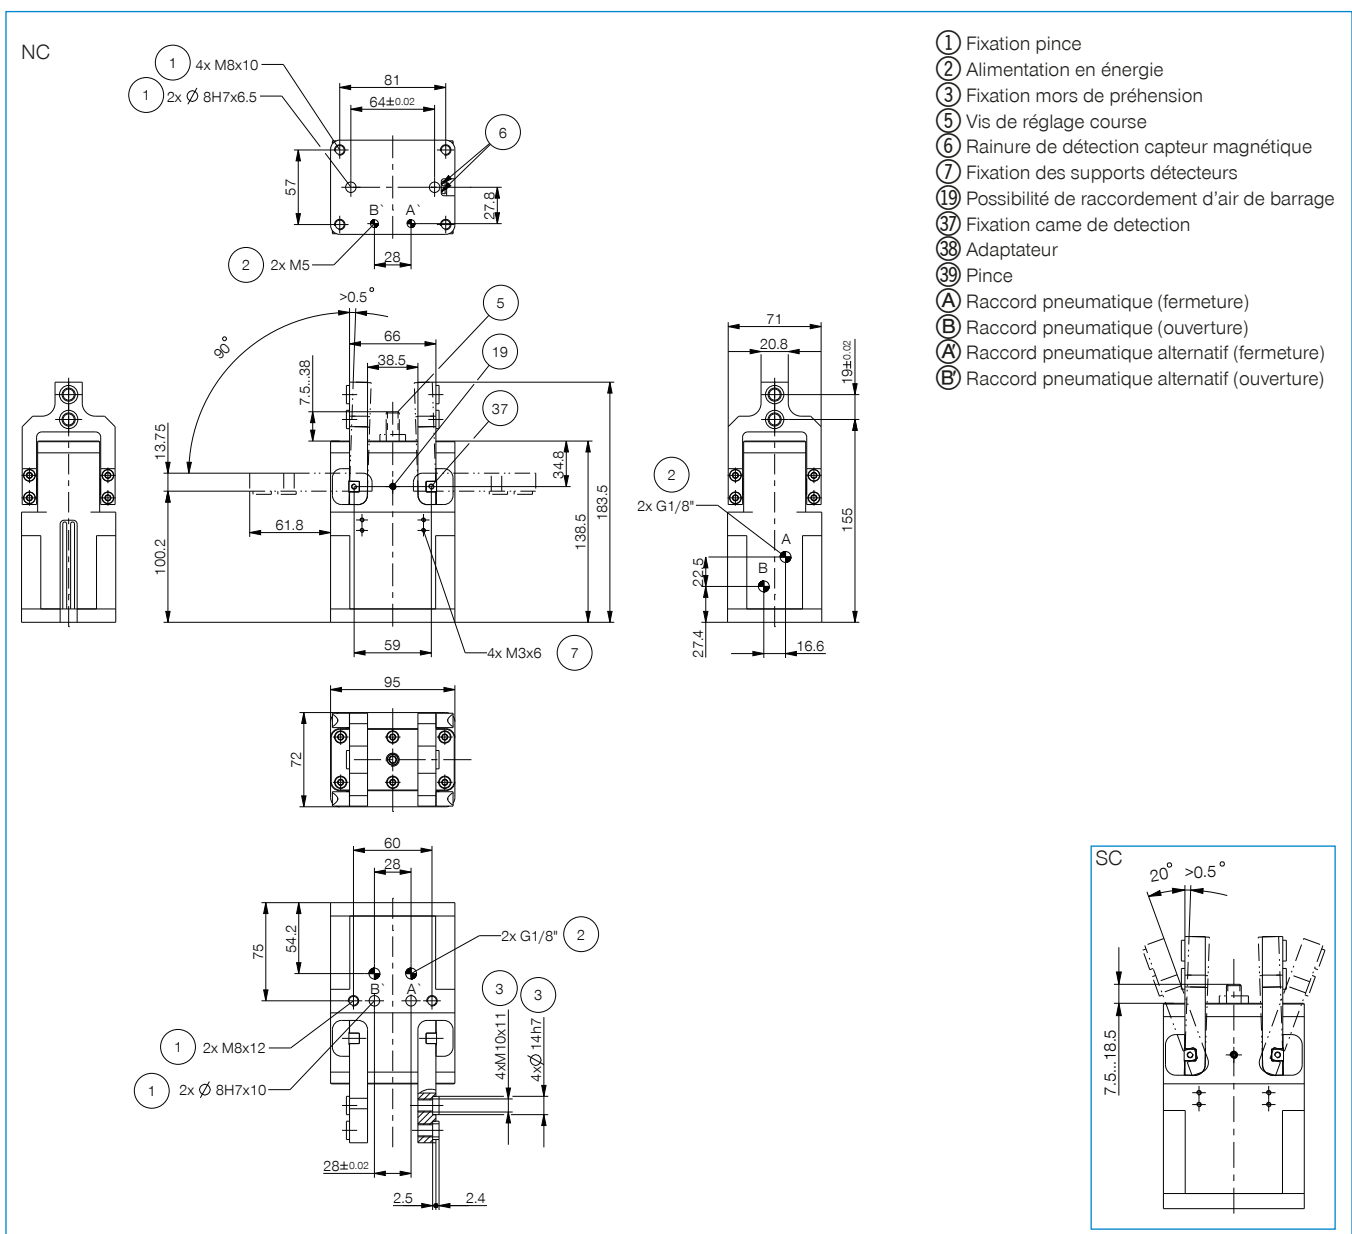 NC
1 4x M8x10
1 2x Ø 8H7x6.5
81
64±0.02
6
57
27.8
B` A`
2 2x M5
28
① Fixation pince
② Alimentation en énergie
③ Fixation mors de préhension
⑤ Vis de réglage course
⑥ Rainure de détection capteur magnétique
⑦ Fixation des supports détecteurs
⑲ Possibilité de raccordement d'air de barrage
㊲ Fixation came de detection
㊳ Adaptateur
㊴ Pince
Ⓐ Raccord pneumatique (fermeture)
Ⓑ Raccord pneumatique (ouverture)
A' Raccord pneumatique alternatif (fermeture)
B' Raccord pneumatique alternatif (ouverture)
>0.5°
90°
66
38.5
7.5...38
5
19
37
13.75
100.2
61.8
34.8
138.5
183.5
59
4x M3x6 7
71
20.8
19±0.02
155
2
2x G1/8"
A
B
22.5
27.4
16.6
95
72
60
28
75
54.2
2x G1/8" 2
B` A`
3
3
4xM10x11
4xØ 14h7
1 2x M8x12
1 2x Ø 8H7x10
28±0.02
2.5
2.4
SC
20° >0.5°
7.5...18.5